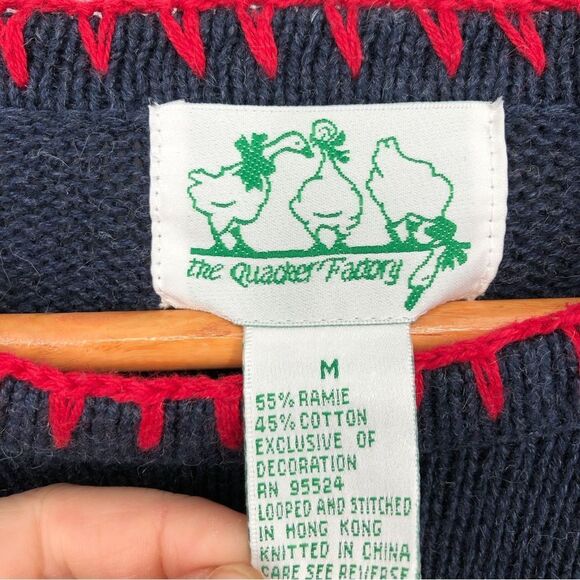 the Quacker Factory
M
55% RAMIE
45% COTTON
EXCLUSIVE OF
DECORATION
RN 95524
LOOPED AND STITCHED
IN HONG KONG
KNITTED IN CHINA
CARE SEE REVERSE